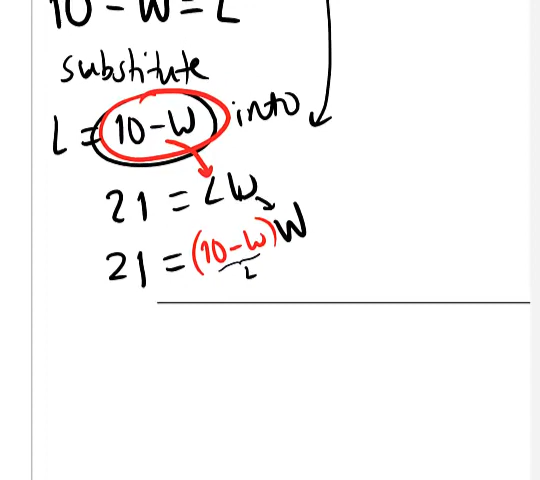 10 - W = L
substitute
L = (10-W) into
21 = LW
21 = (10-W)W
L